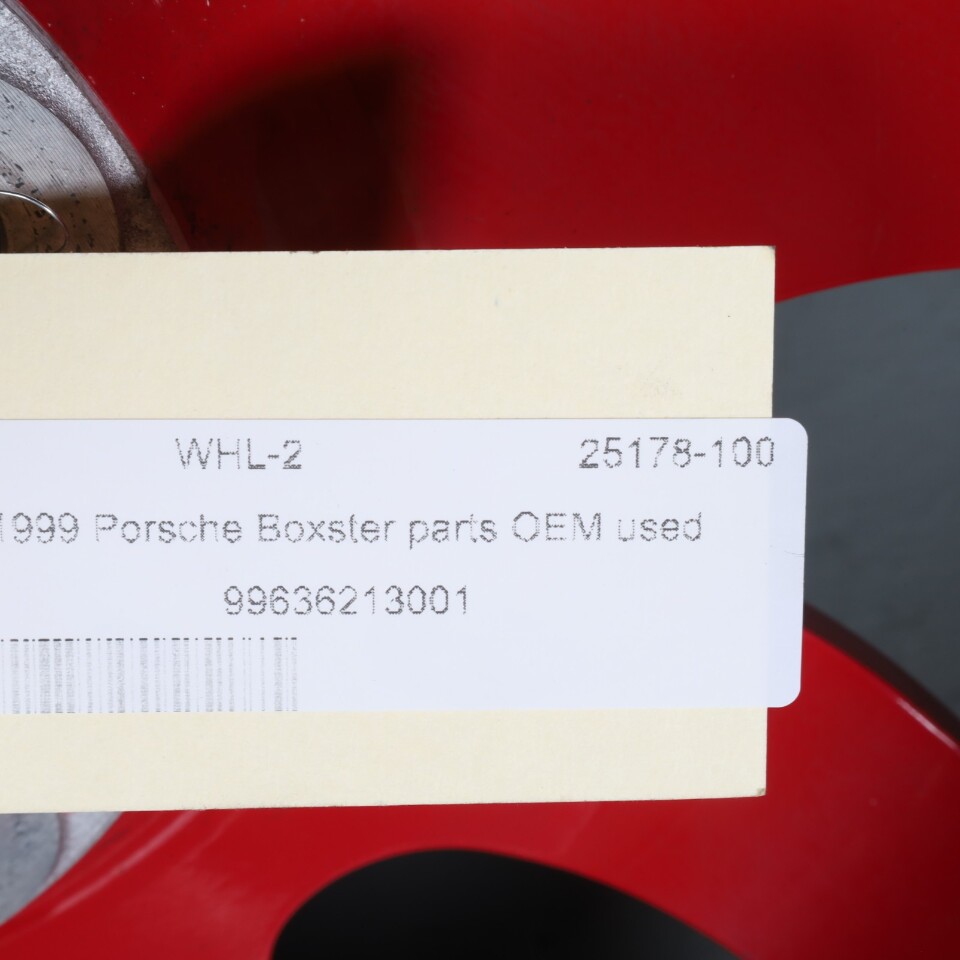 WHL-2 25178-100
1999 Porsche Boxster parts OEM used
99636213001